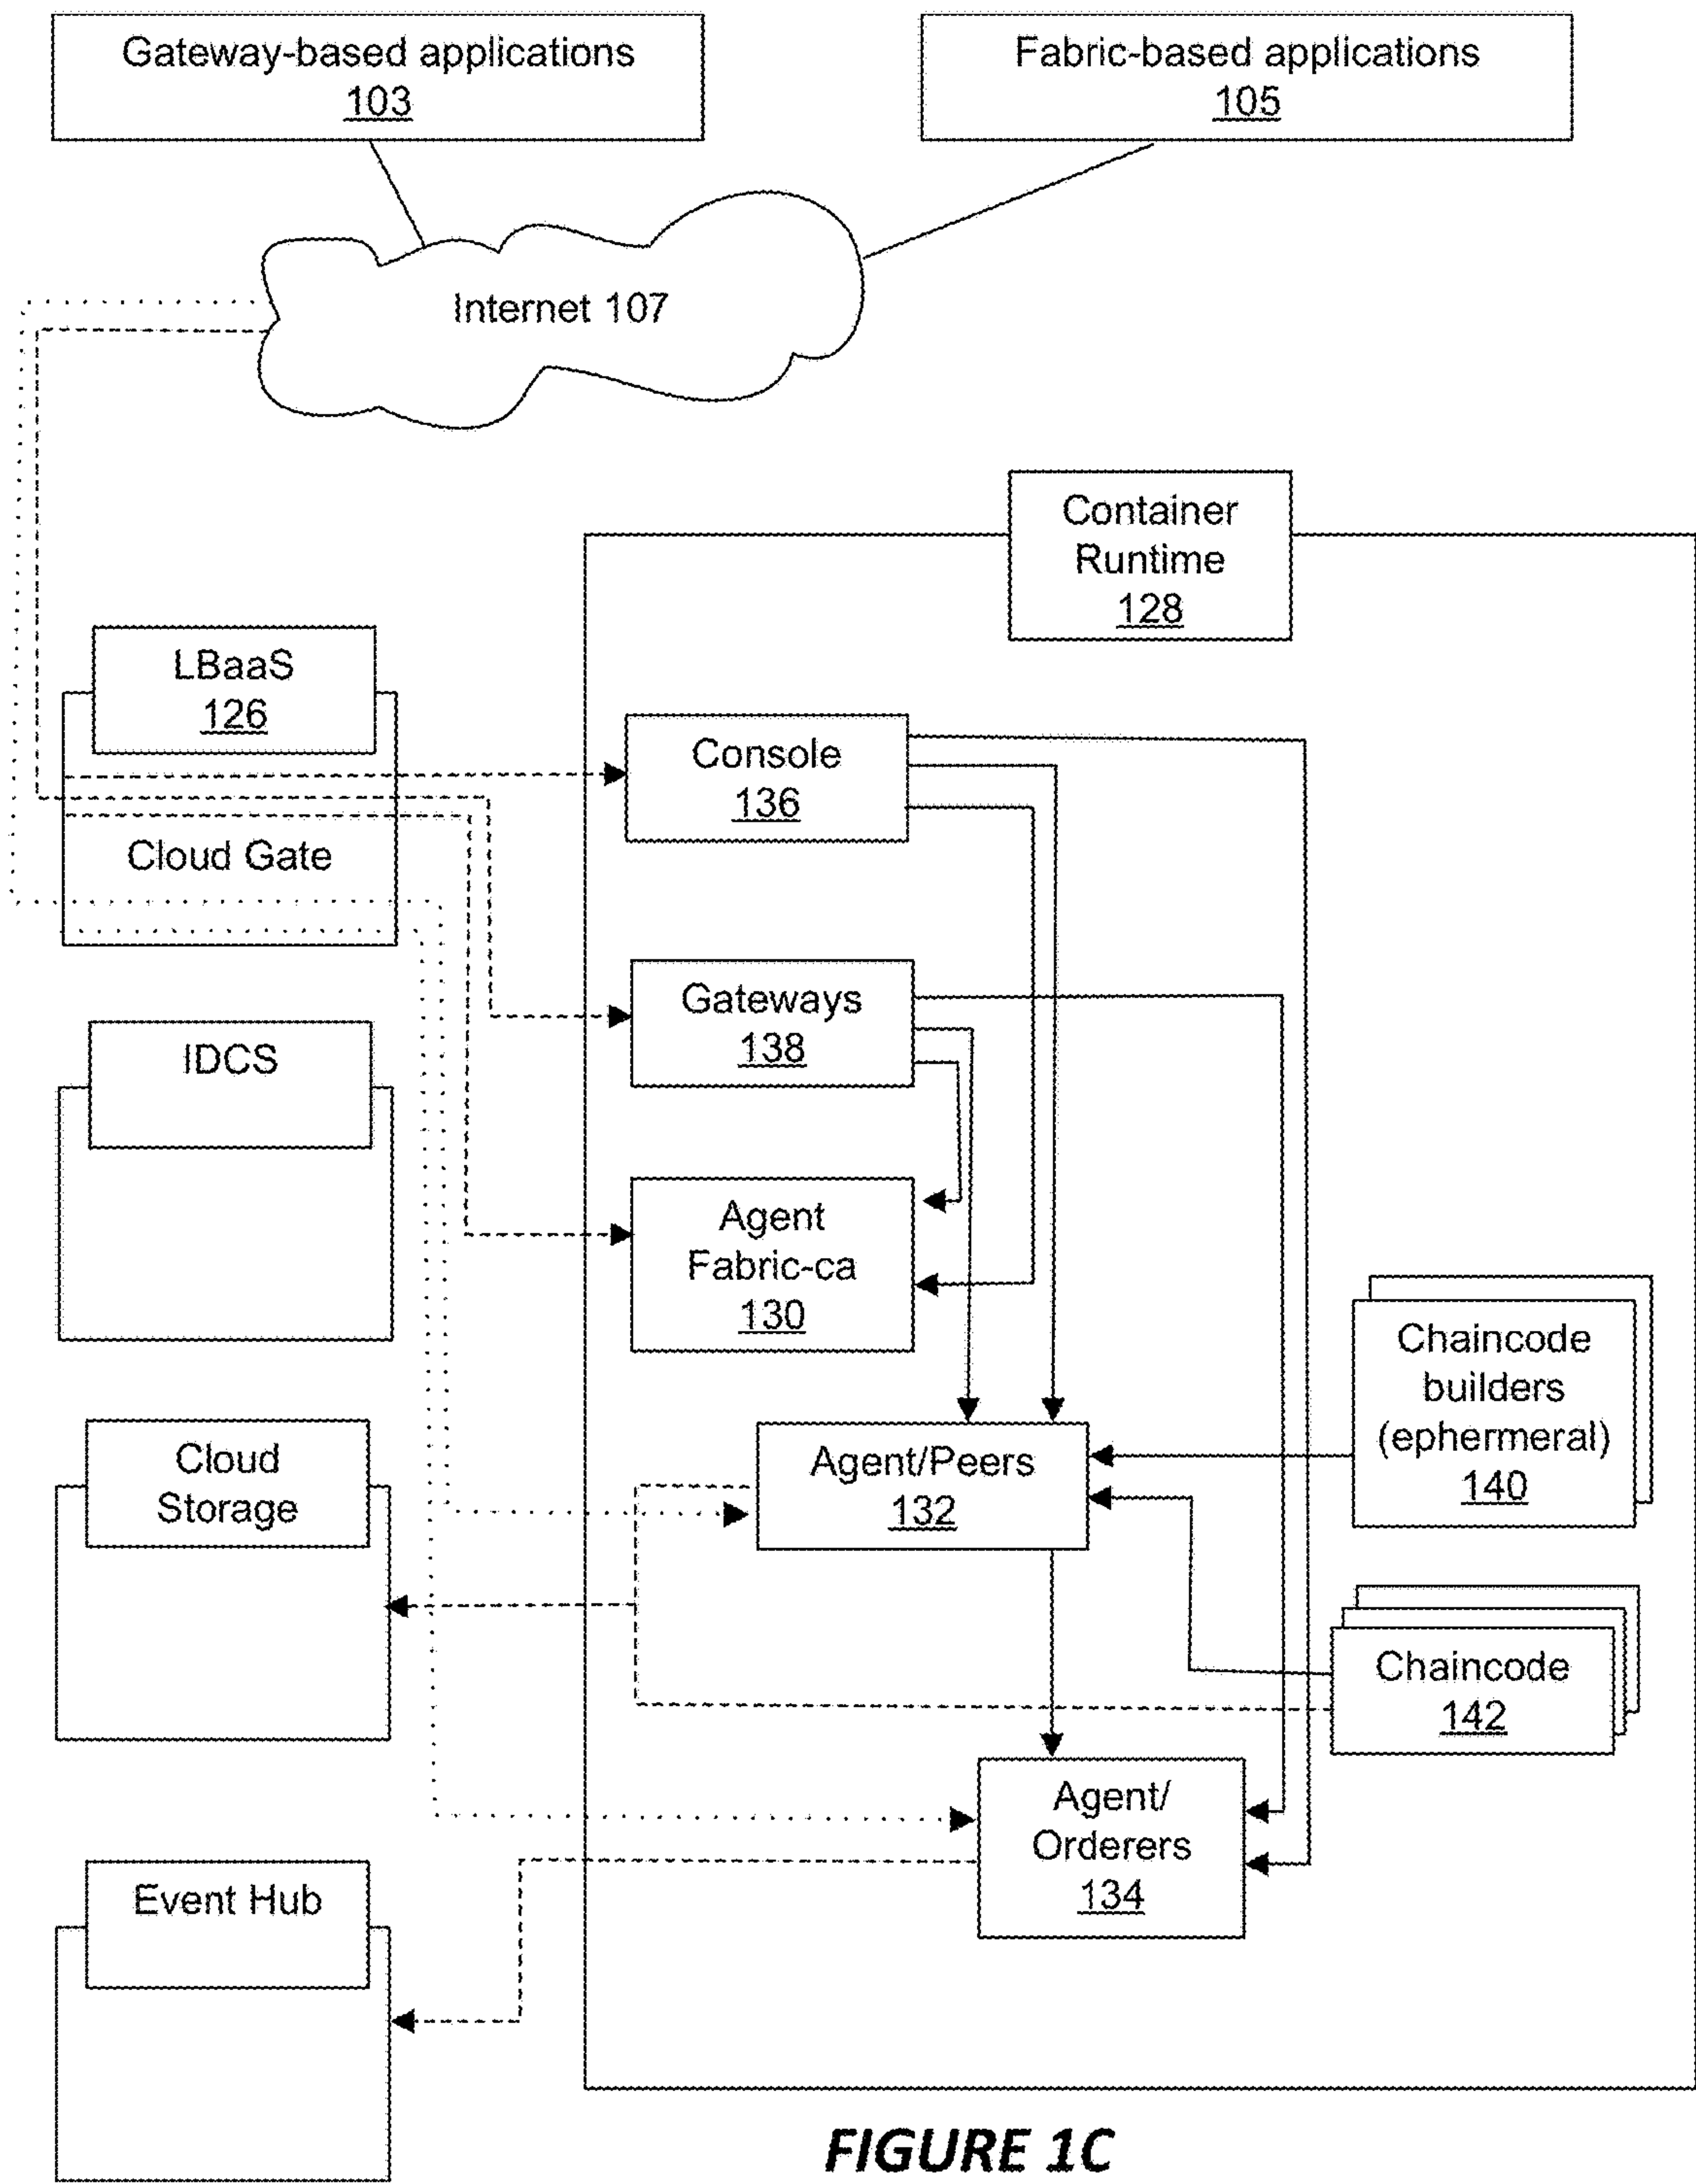 Gateway-based applications
103
Fabric-based applications
105
Internet 107
Container
Runtime
128
LBaaS
126
Cloud Gate
Console
136
Gateways
138
IDCS
Agent
Fabric-ca
130
Chaincode
builders
(ephermeral)
140
Cloud
Storage
Agent/Peers
132
Chaincode
142
Agent/
Orderers
134
Event Hub
FIGURE 1C